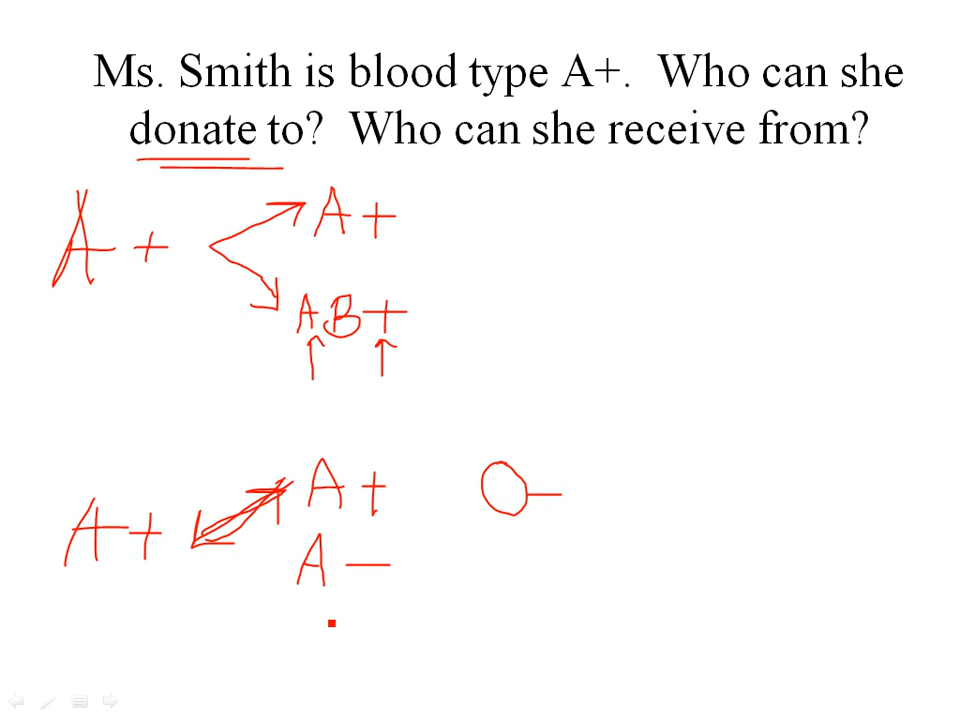 Ms. Smith is blood type A+. Who can she
donate to? Who can she receive from?
A +
A +
AB+
A+
A+
O-
A -